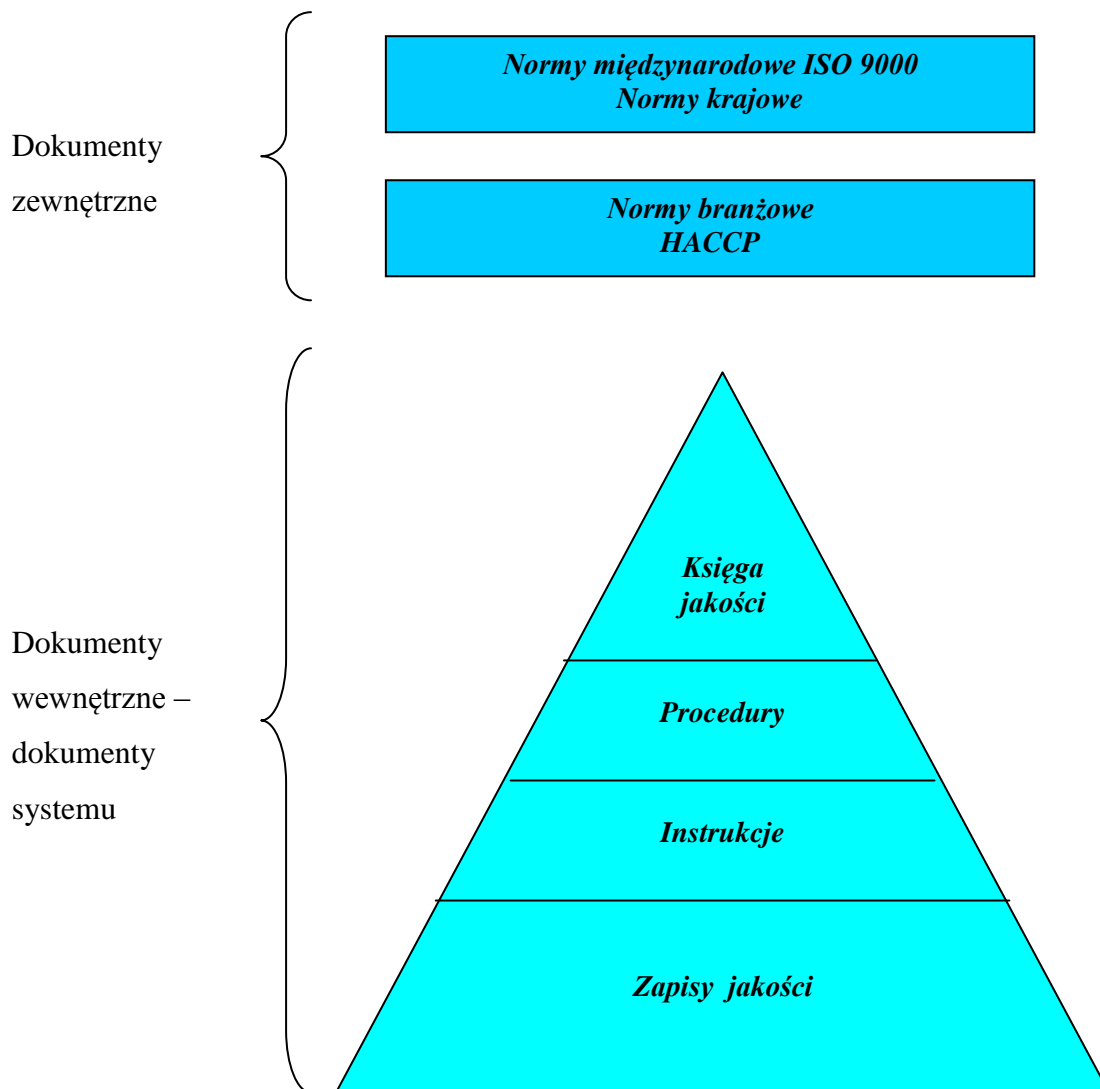 Normy międzynarodowe ISO 9000
Normy krajowe
Dokumenty
zewnętrzne
Normy branżowe
HACCP
Księga
jakości
Dokumenty
wewnętrzne –
dokumenty
systemu
Procedury
Instrukcje
Zapisy jakości